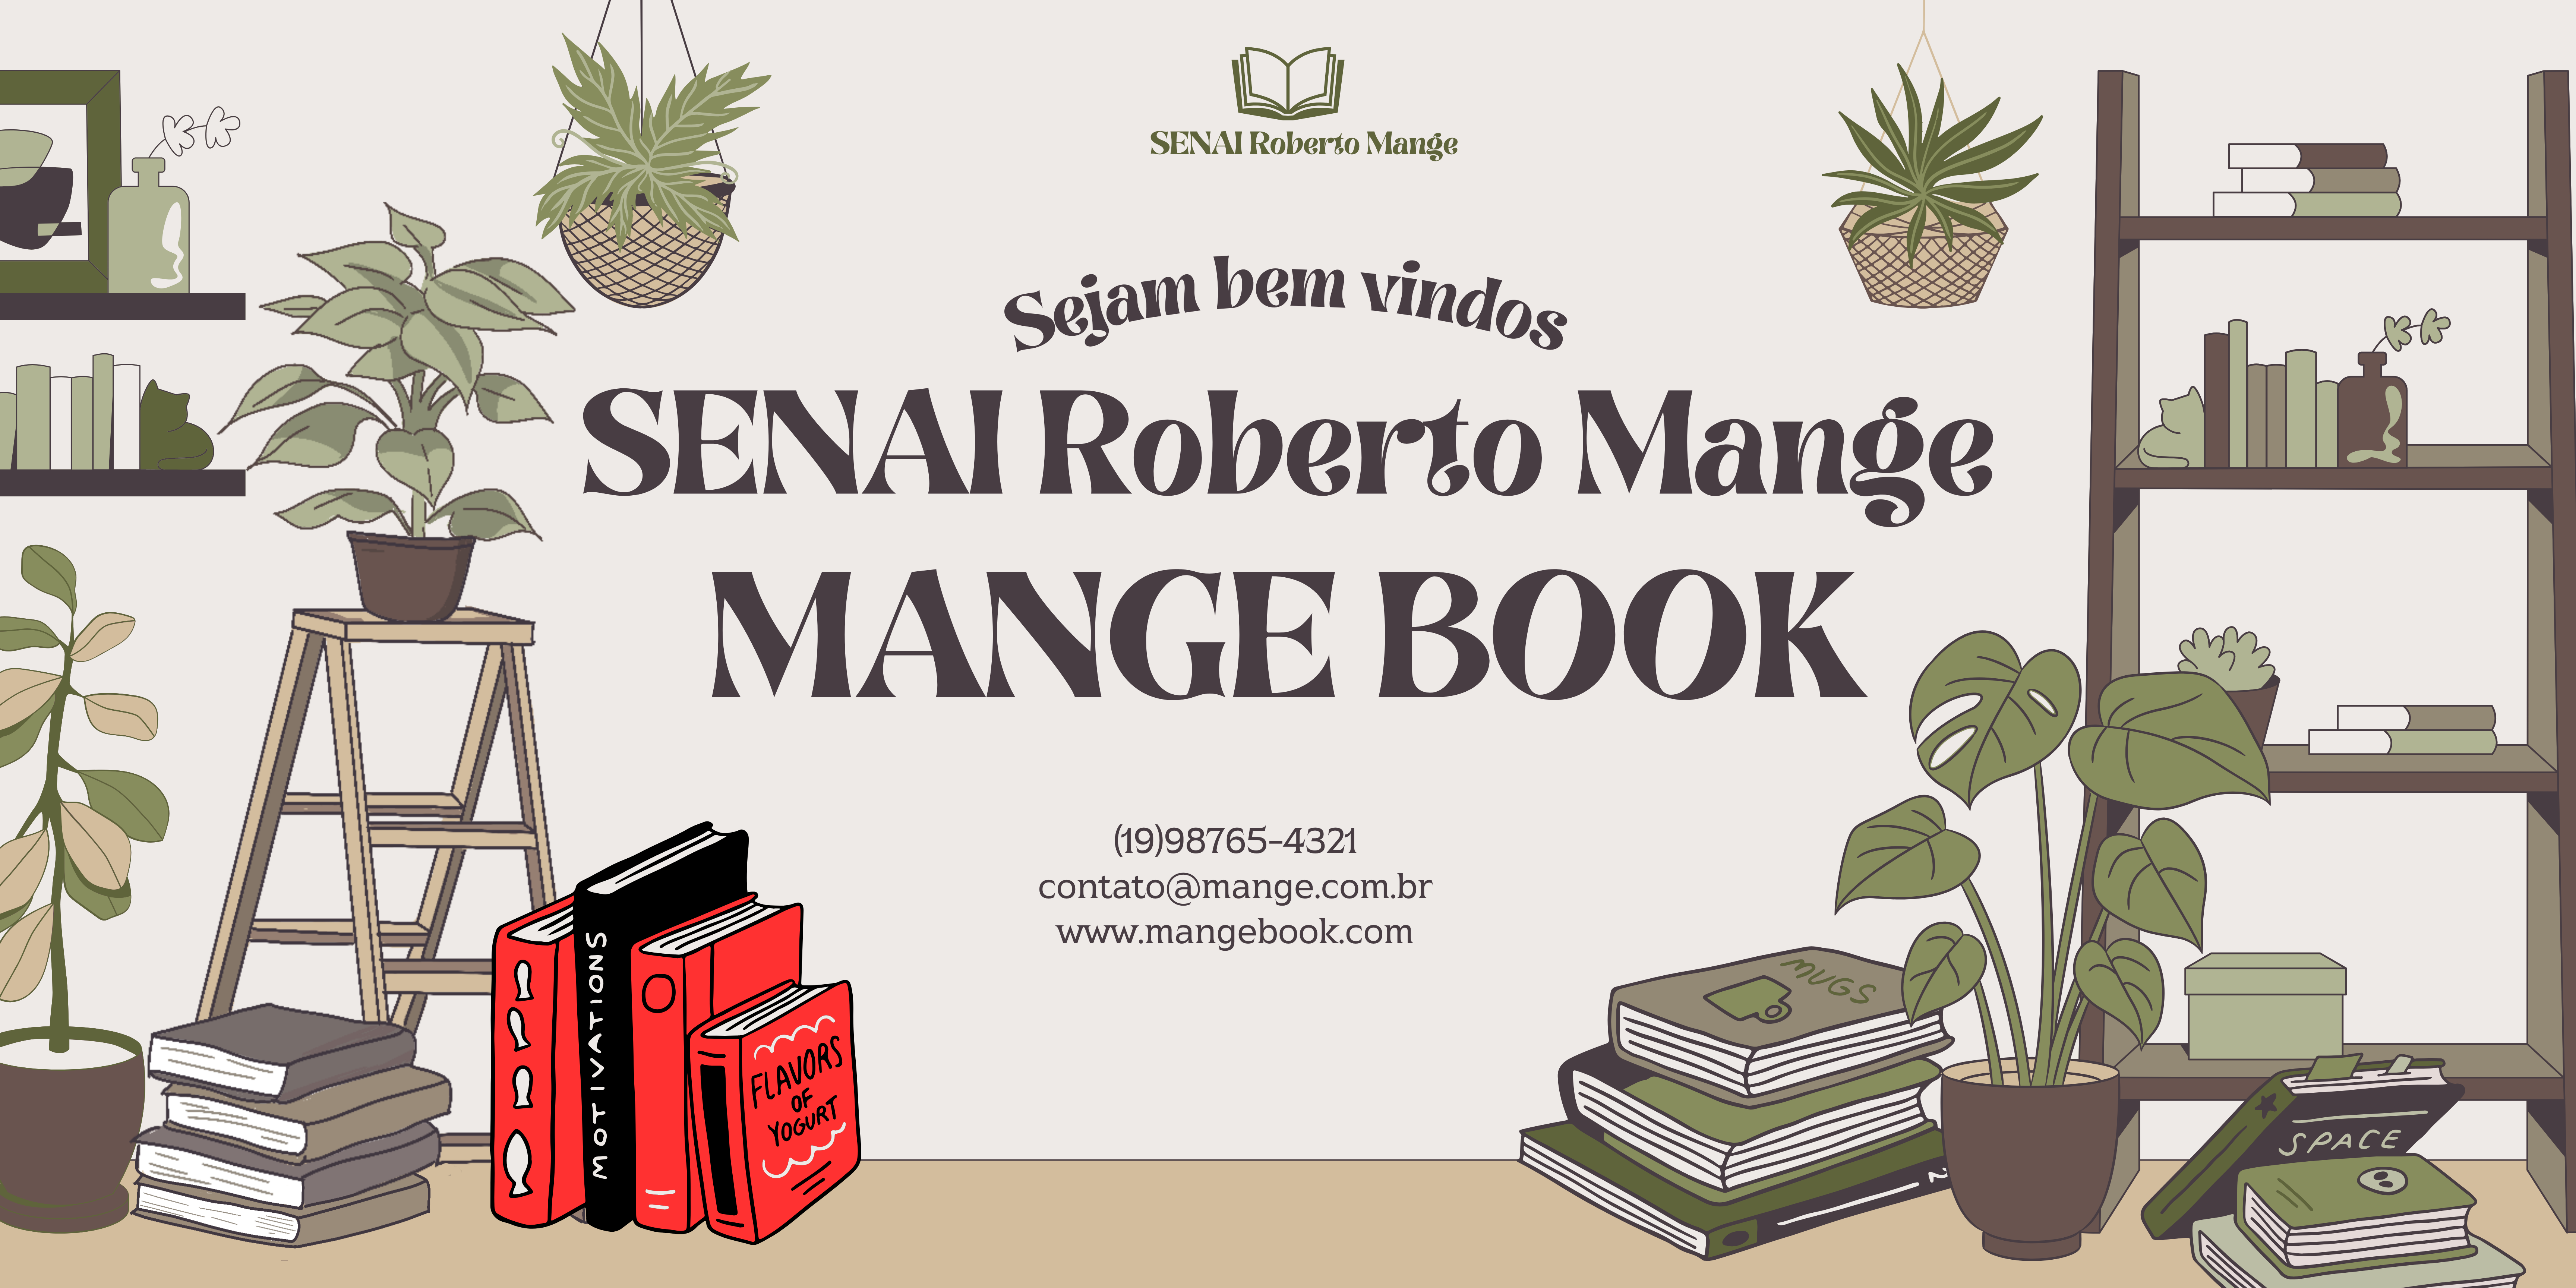 SENAI Roberto Mange
Sejam bem vindos
SENAI Roberto Mange
MANGE BOOK
(19)98765-4321
contato@mange.com.br
www.mangebook.com
MOTIVATIONS
FLAVORS
OF
YOGURT
MUGS
SPACE